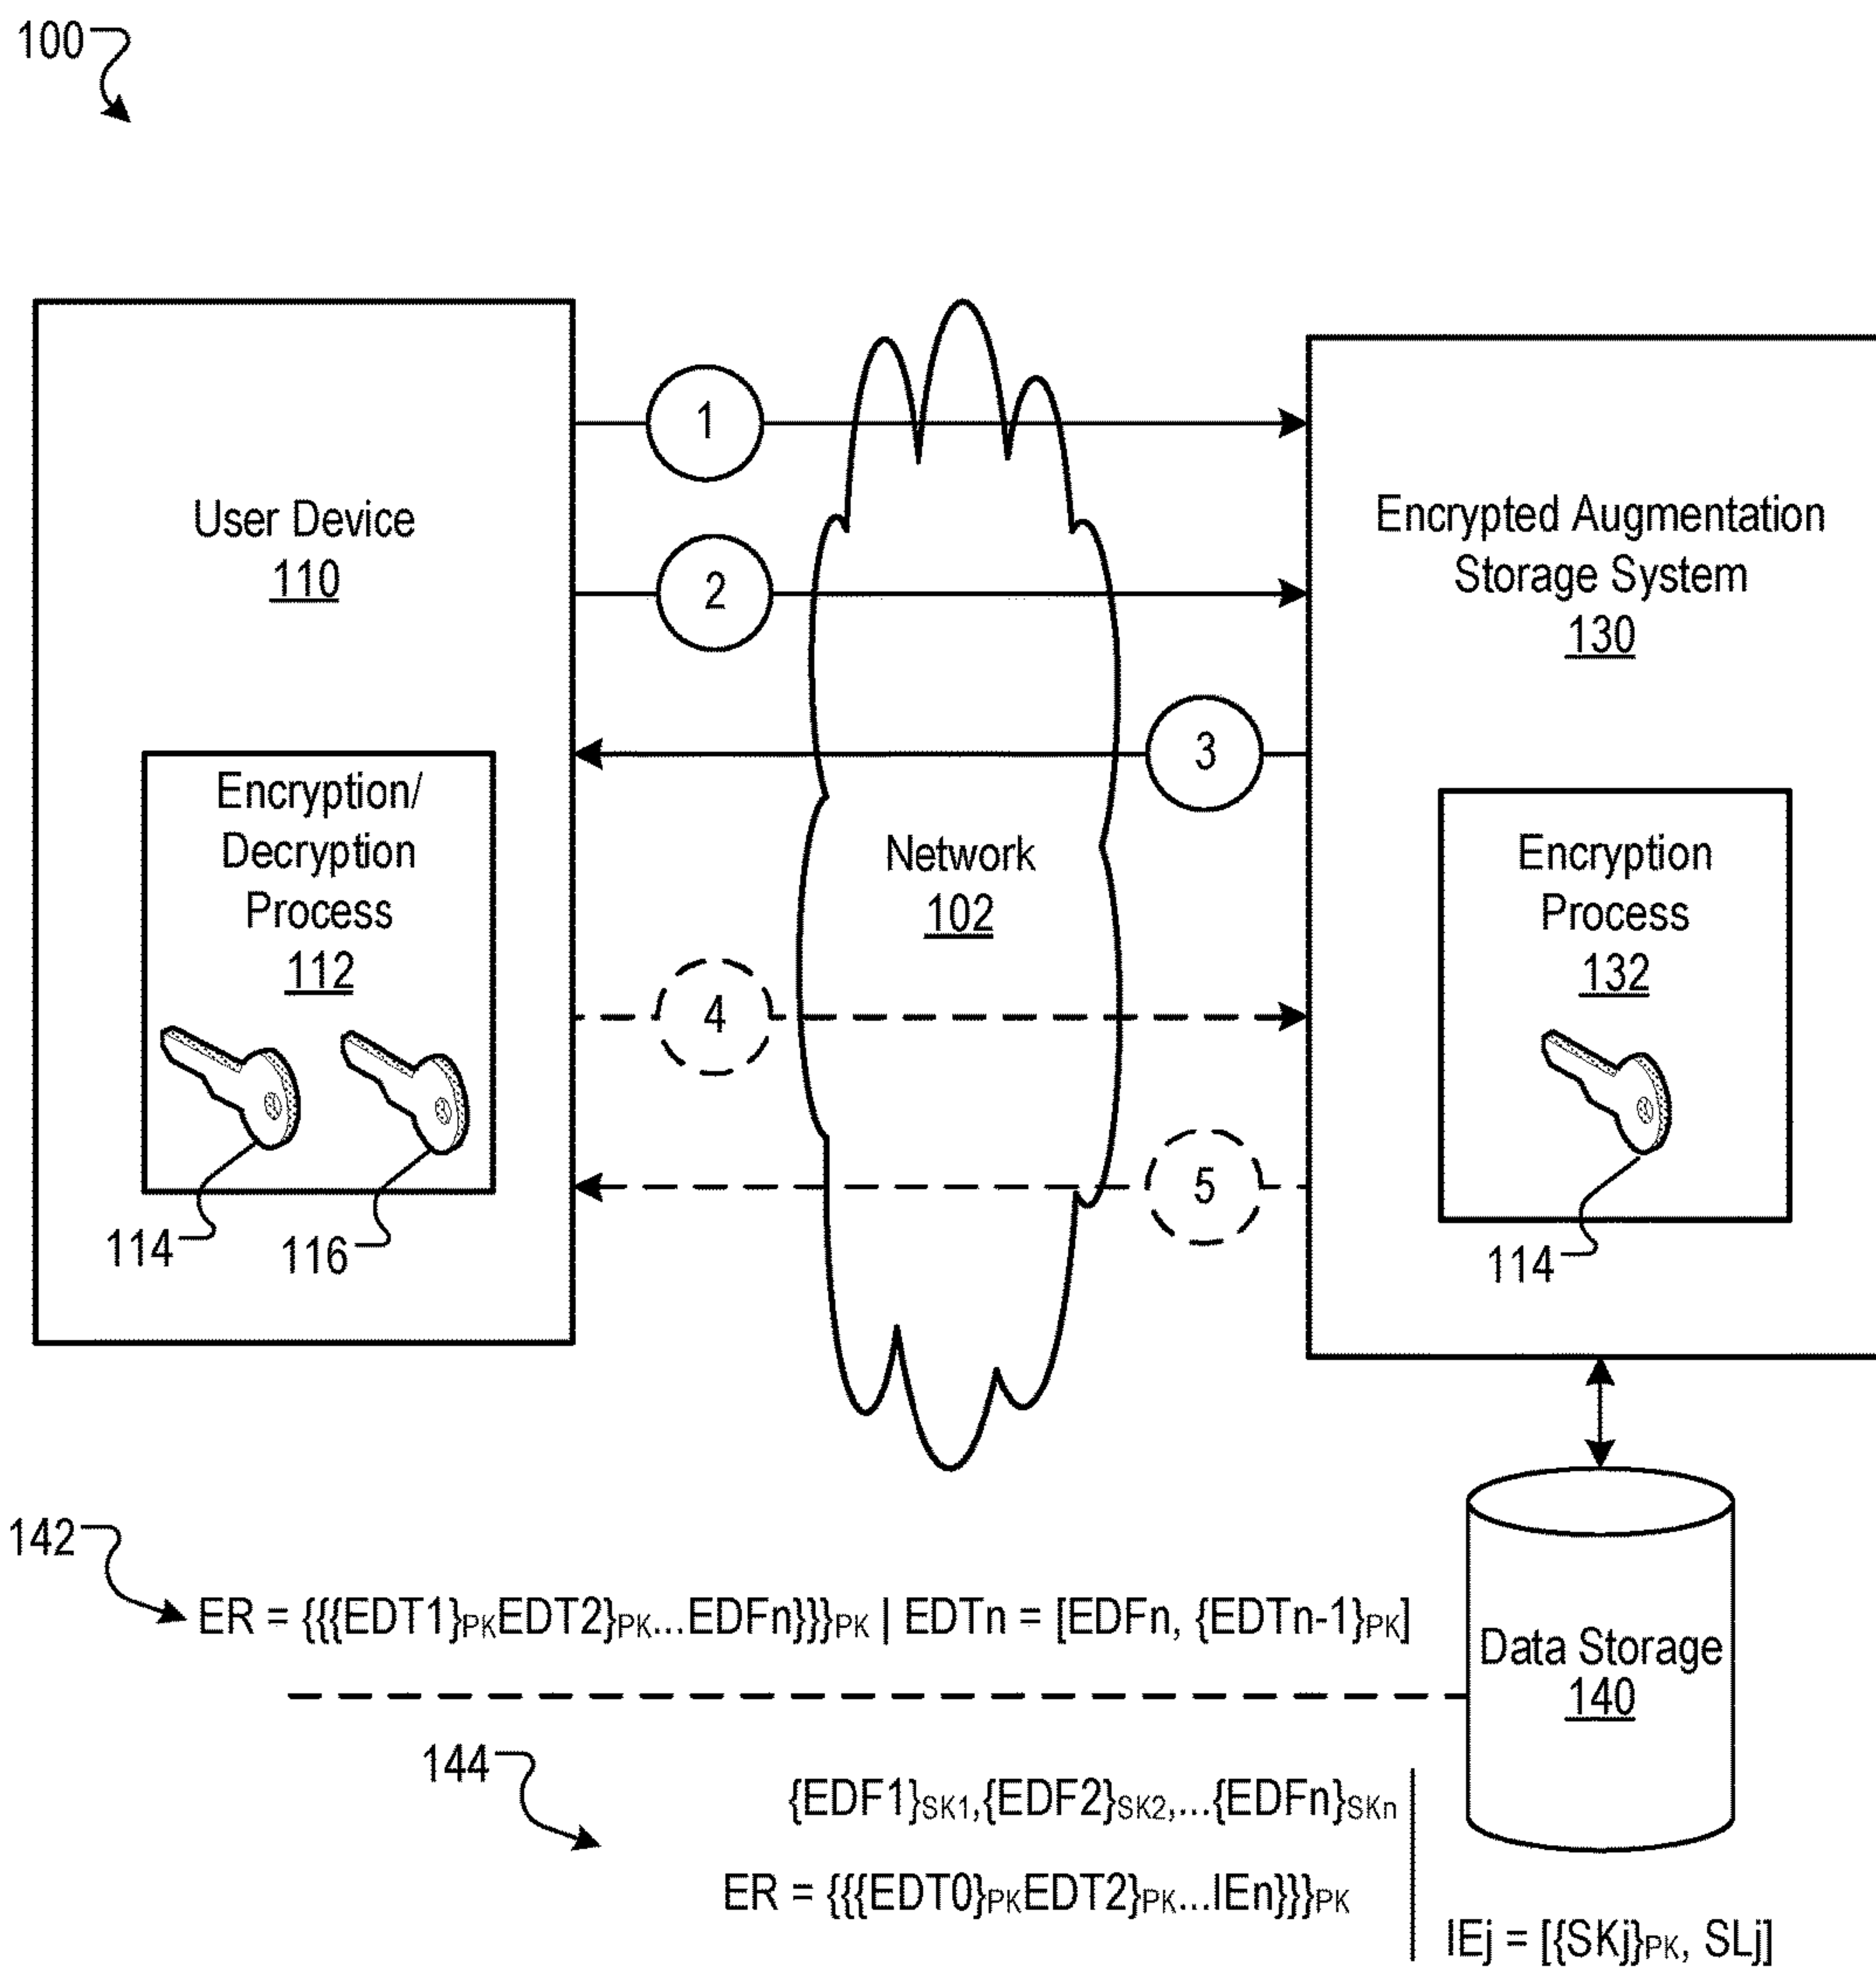 100
User Device
110
1
2
3
Encrypted Augmentation
Storage System
130
Encryption/
Decryption
Process
112
Network
102
Encryption
Process
132
4
5
114
116
114
142
ER = {{{EDT1}PKEDT2}PK...EDFn}}}PK | EDTn = [EDFn, {EDTn-1}PK]
Data Storage
140
144
{EDF1}SK1,{EDF2}SK2,...{EDFn}SKn
ER = {{{EDT0}PKEDT2}PK...IEn}}}PK
IEj = [{SKj}PK, SLj]